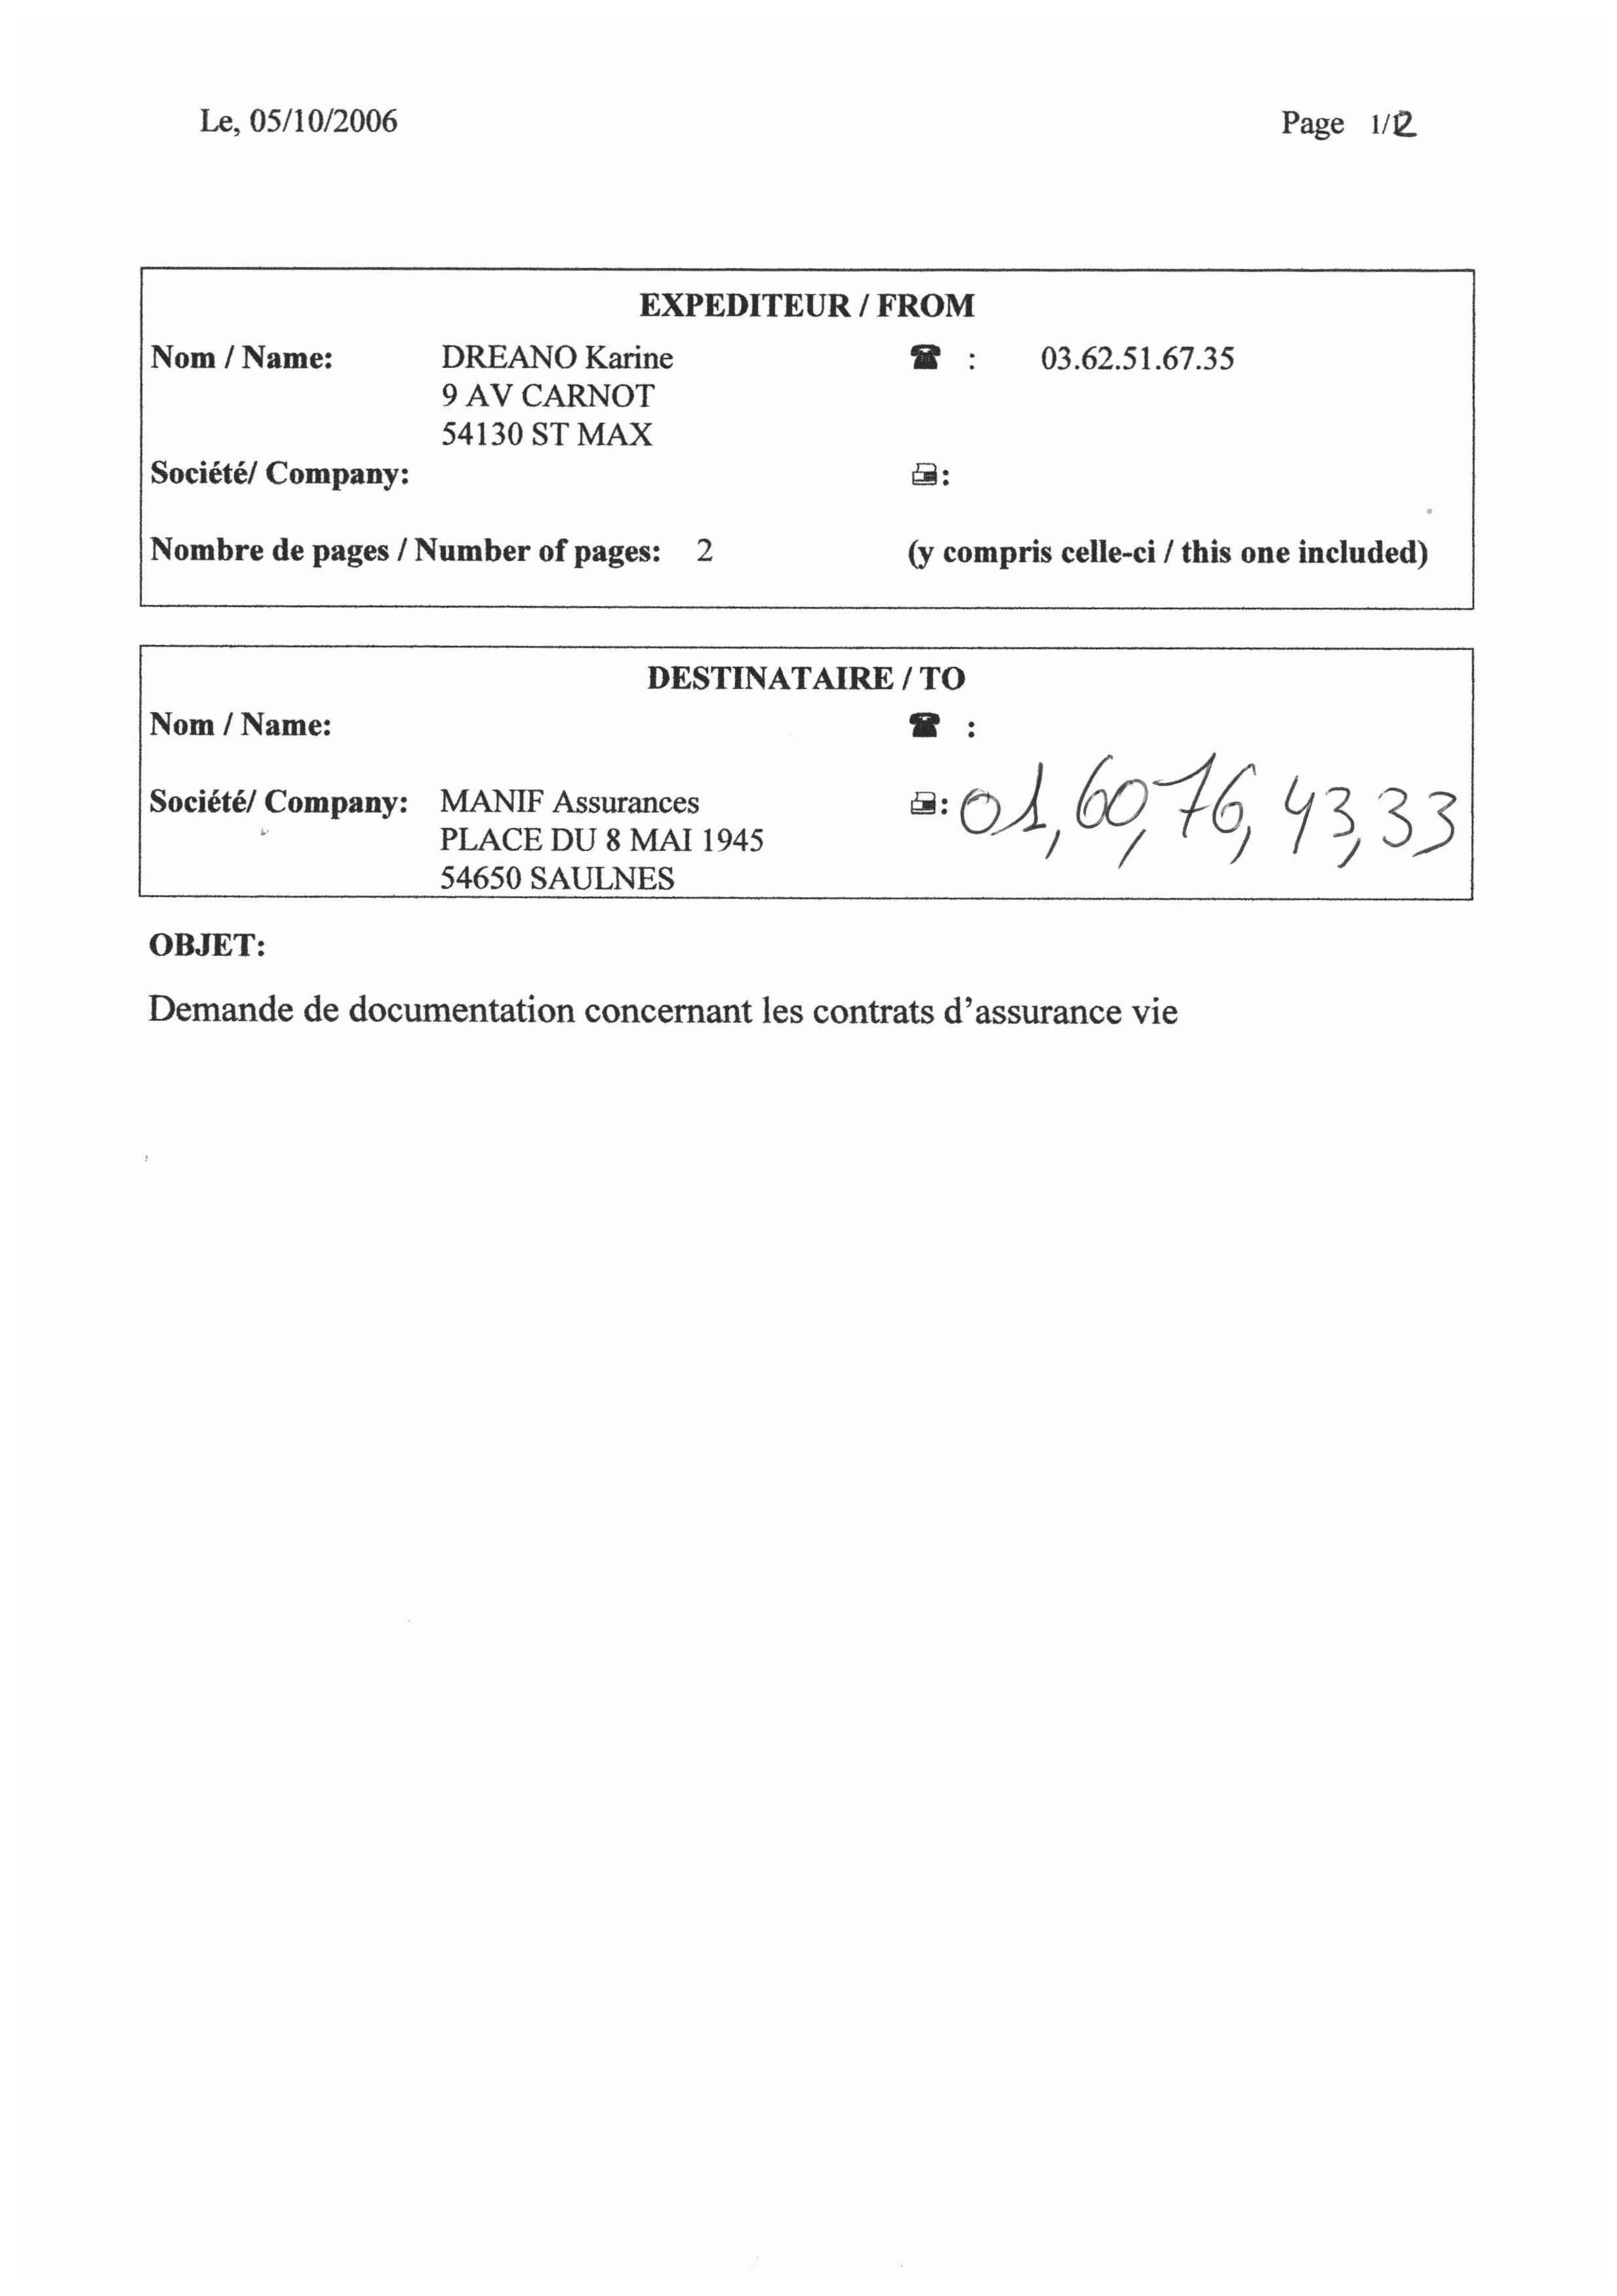 Le, 05/10/2006 Page 1/2
EXPEDITEUR / FROM
Nom / Name: DREANO Karine ☎ : 03.62.51.67.35
9 AV CARNOT
54130 ST MAX
Société/ Company: 🖷:
Nombre de pages / Number of pages: 2 (y compris celle-ci / this one included)
DESTINATAIRE / TO
Nom / Name: ☎ :
Société/ Company: MANIF Assurances 🖷: 01,60,76,43,33
PLACE DU 8 MAI 1945
54650 SAULNES
OBJET:
Demande de documentation concernant les contrats d’assurance vie